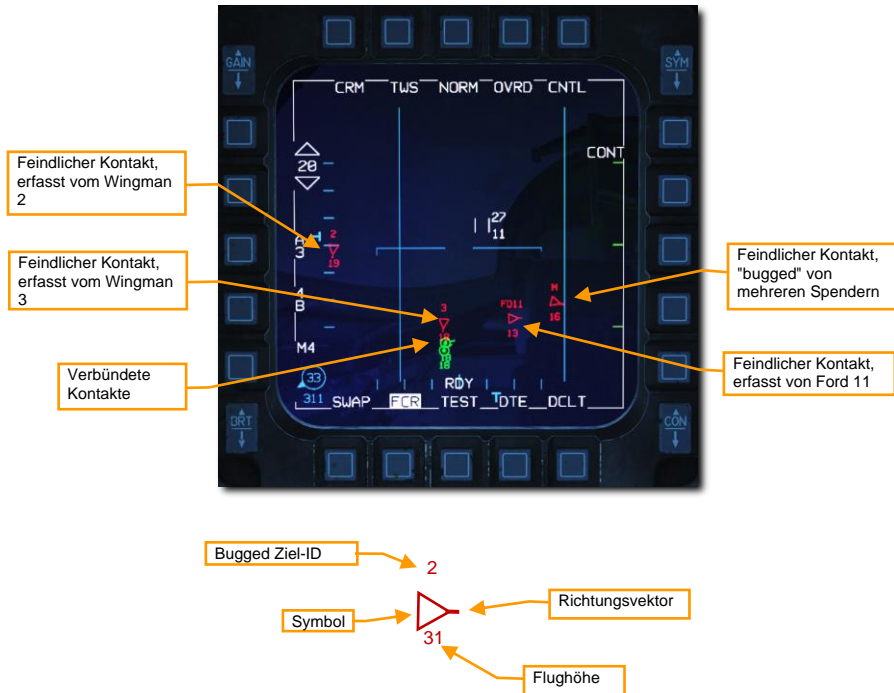 GAIN
SYM
CRM TWS NORM OVRD CNTL
20
CONT
27
11
A
3
2
19
4
B
3
18
FD11
13
M
16
18
18
M4
33
311
RDY
SWAP FCR TEST DTE DCLT
BRT
CON
Feindlicher Kontakt,
erfasst vom Wingman
2
Feindlicher Kontakt,
erfasst vom Wingman
3
Verbündete
Kontakte
Feindlicher Kontakt,
"bugged" von
mehreren Spendern
Feindlicher Kontakt,
erfasst von Ford 11
Bugged Ziel-ID
2
Symbol
Richtungsvektor
31
Flughöhe